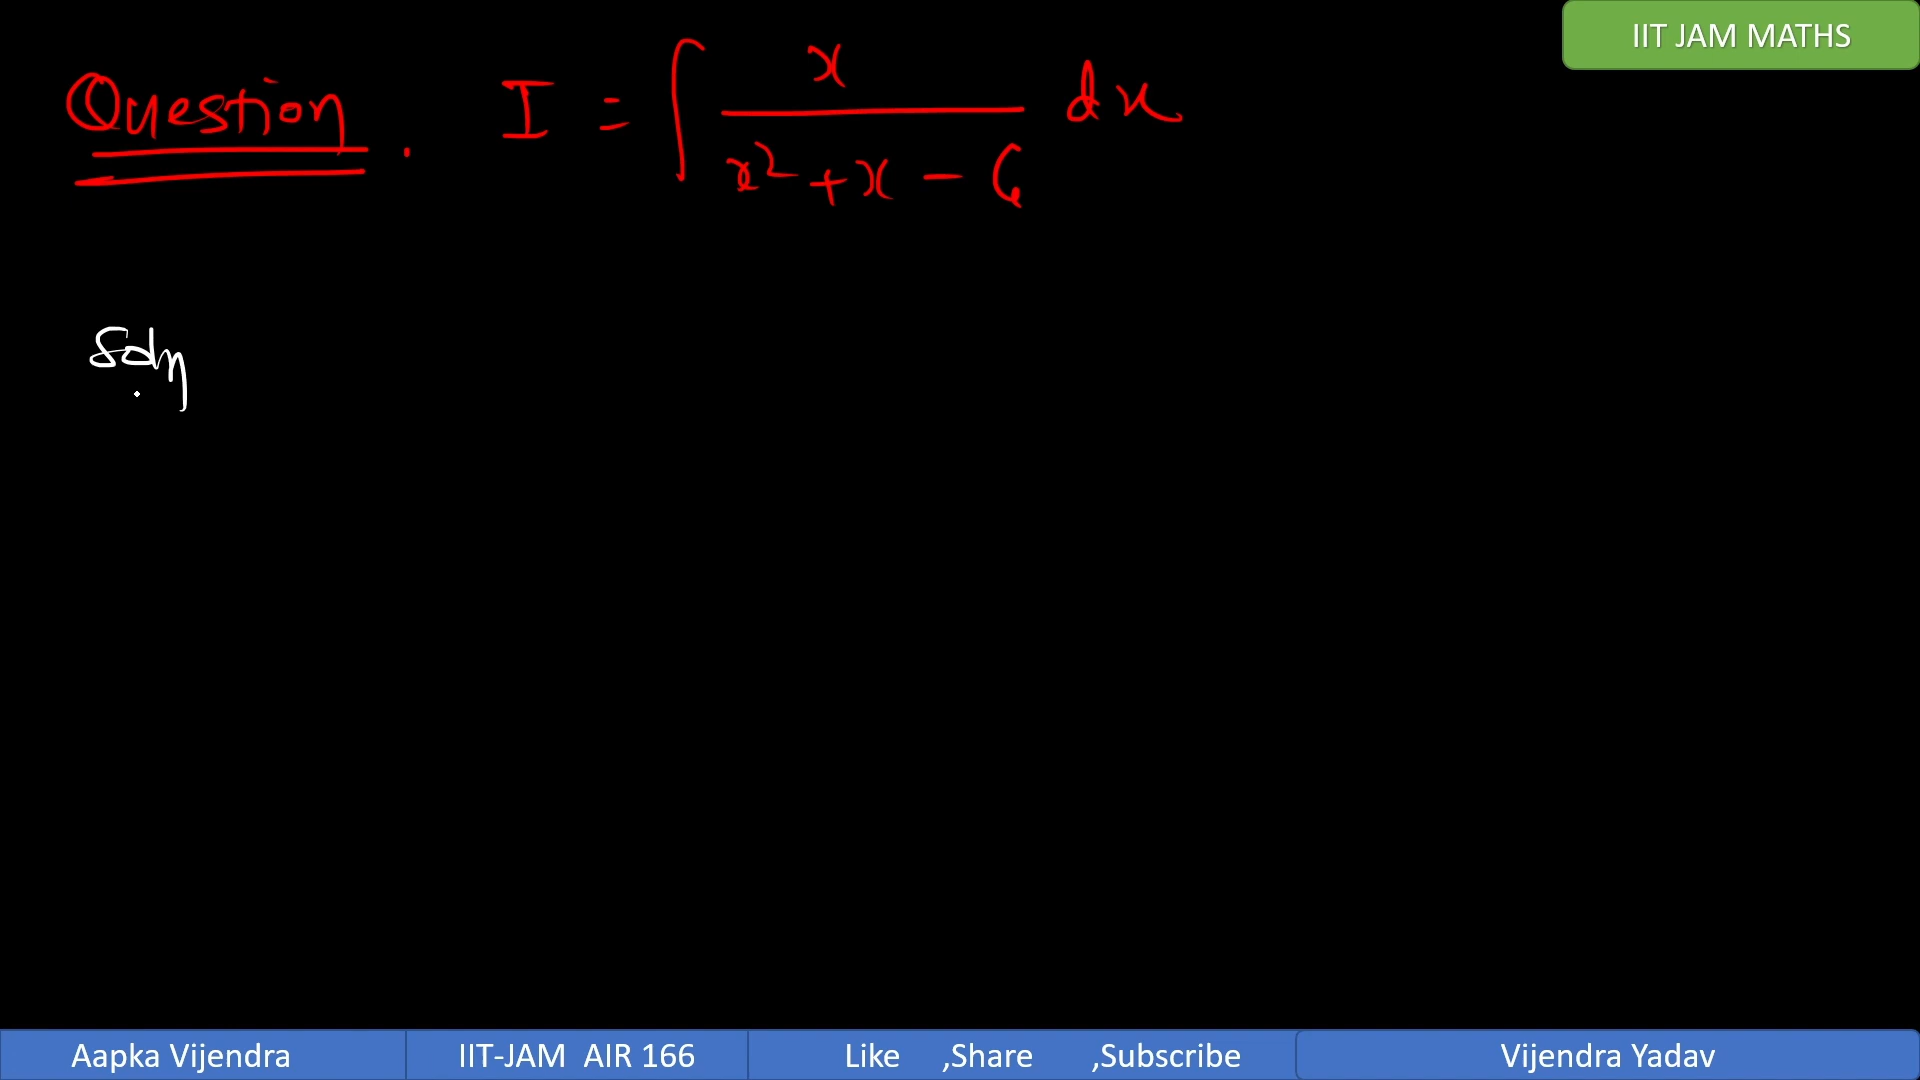 IIT JAM MATHS
Question. I = ∫ x / (x² + x - 6) dx
Soln
Aapka Vijendra
IIT-JAM AIR 166
Like ,Share ,Subscribe
Vijendra Yadav